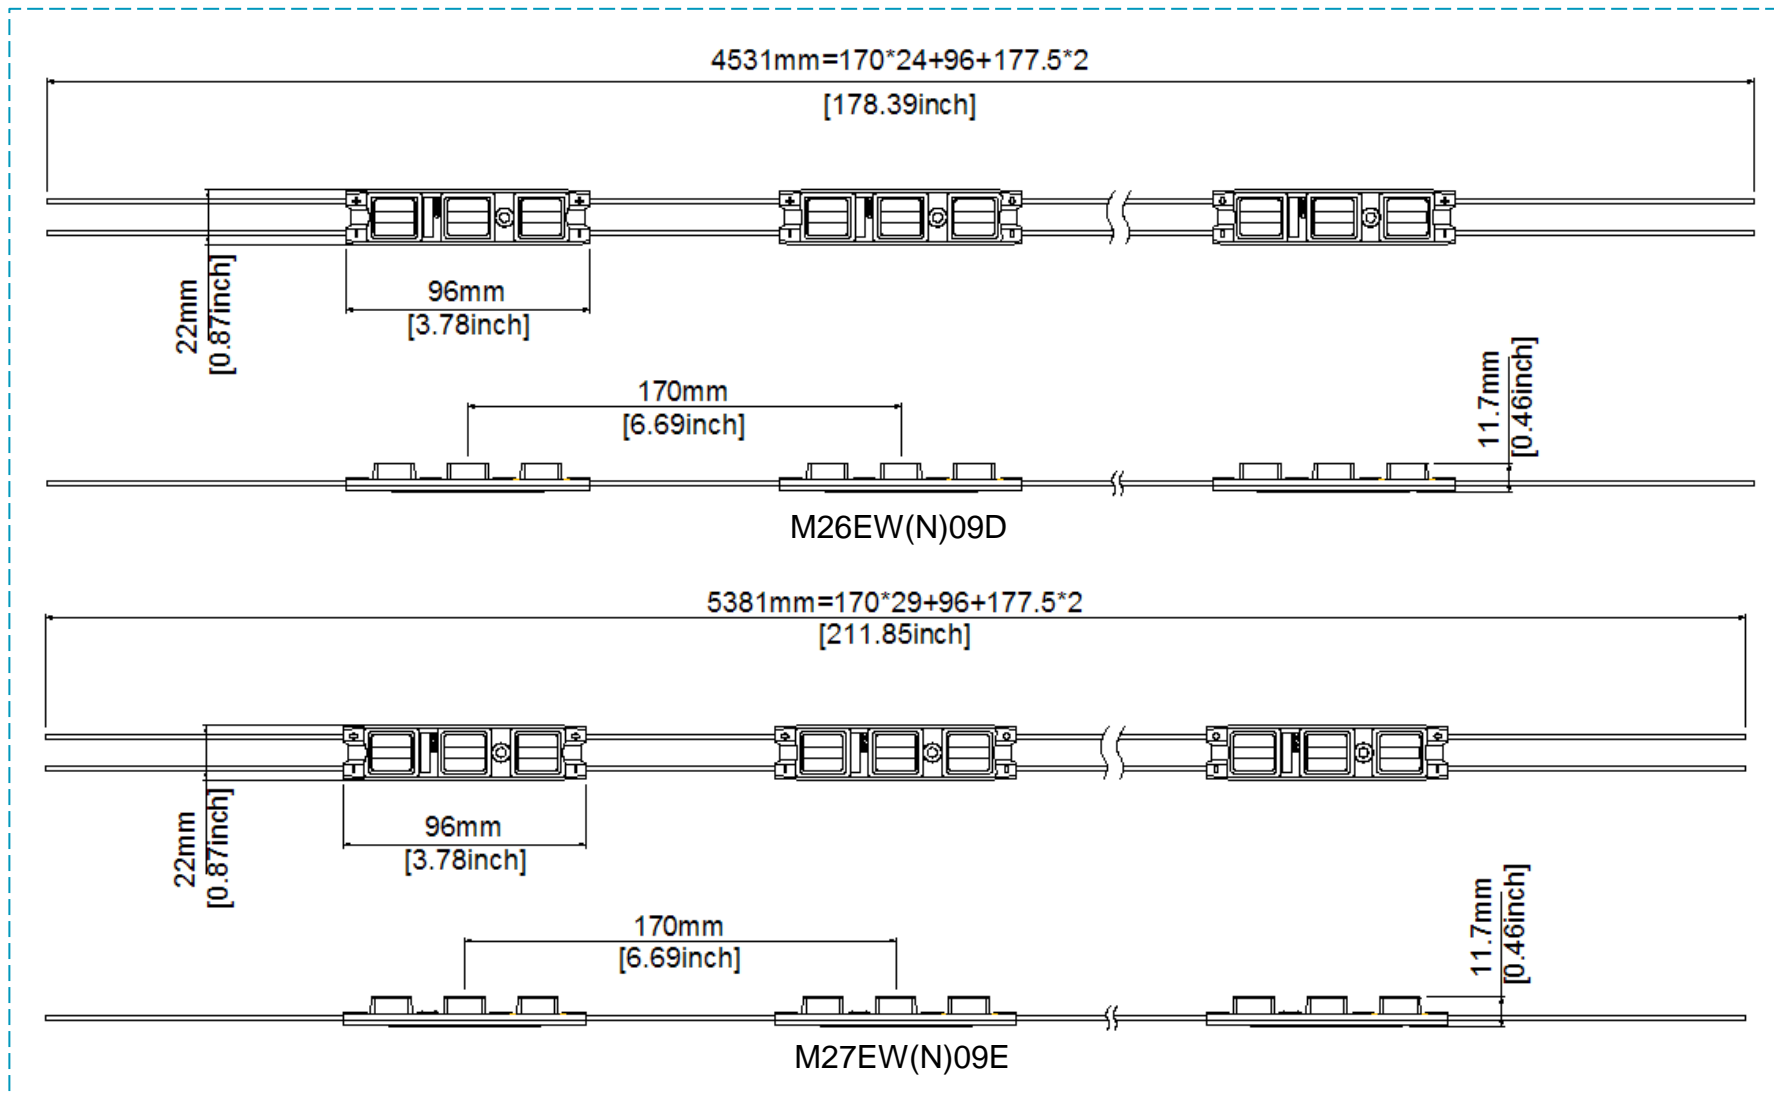 4531mm=170*24+96+177.5*2
[178.39inch]
22mm
[0.87inch]
96mm
[3.78inch]
170mm
[6.69inch]
11.7mm
[0.46inch]
M26EW(N)09D
5381mm=170*29+96+177.5*2
[211.85inch]
22mm
[0.87inch]
96mm
[3.78inch]
170mm
[6.69inch]
11.7mm
[0.46inch]
M27EW(N)09E